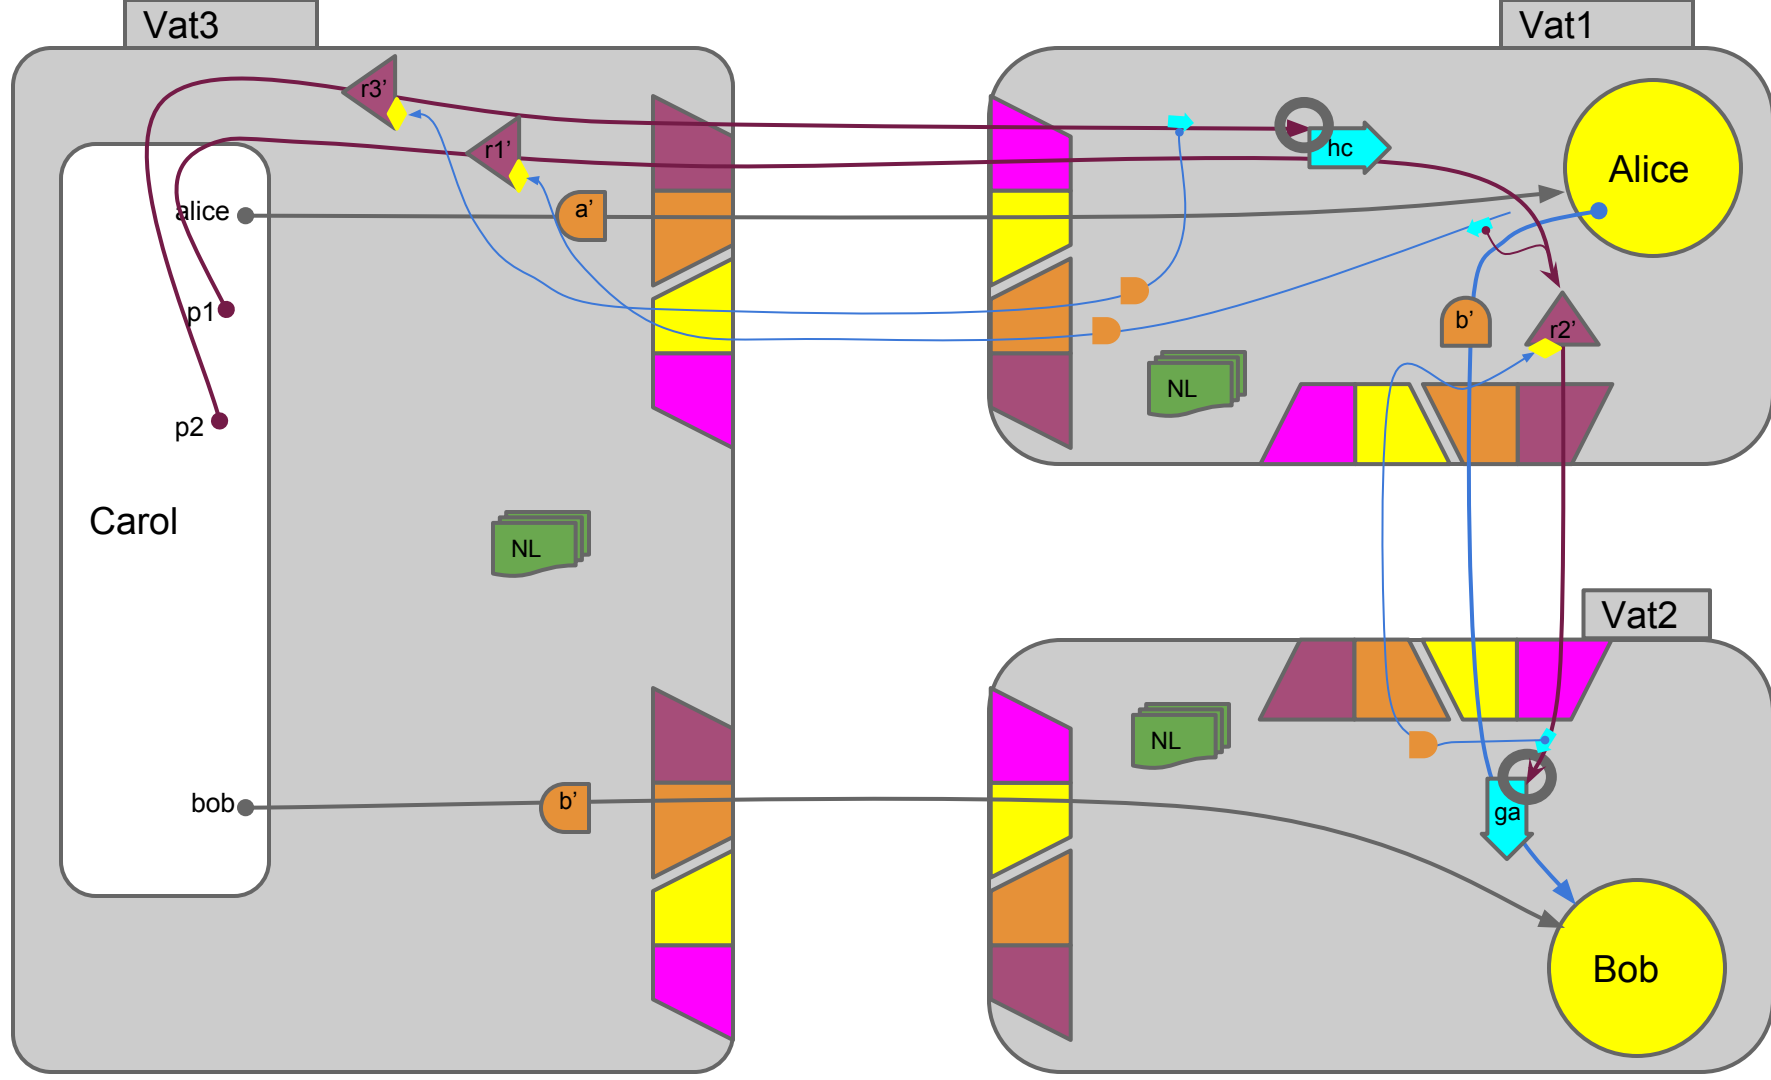 Vat3
Vat1
r3’
r1’
hc
Alice
alice
a’
p1
b’
r2’
NL
p2
Carol
NL
Vat2
NL
bob
b’
ga
Bob